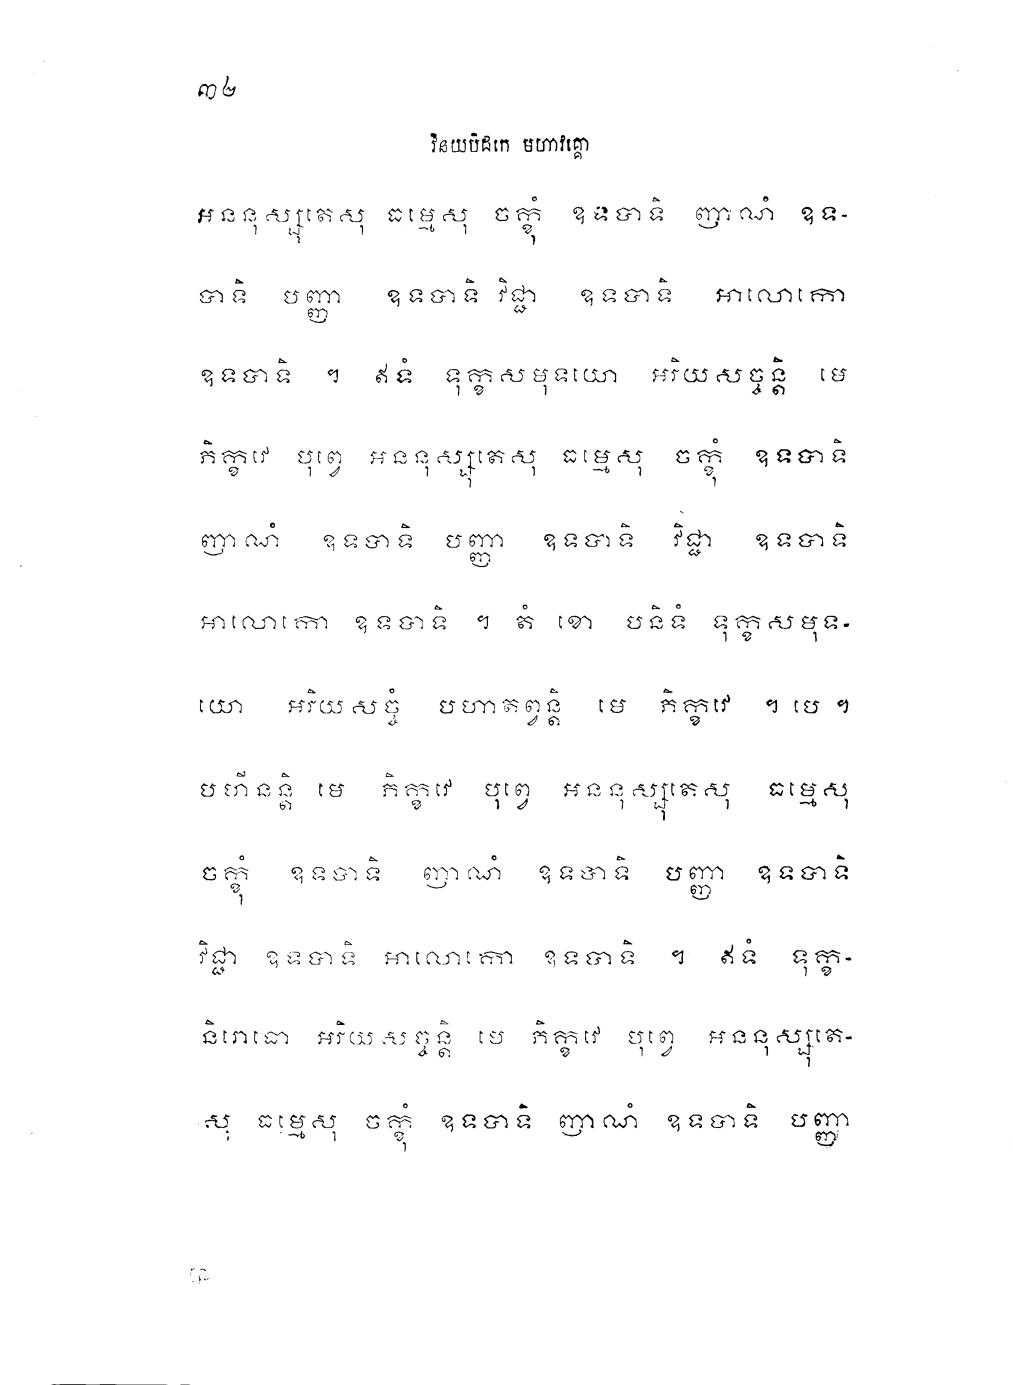 ៣៤
វិនយបិដកេ មហាវគ្គោ
អននុស្សុតេសុ ធម្មេសុ ចក្ខុំ ឧទបាទិ ញាណំ ឧទ-
បាទិ បញ្ញា ឧទបាទិ វិជ្ជា ឧទបាទិ អាលោកោ
ឧទបាទិ ។ ឥទំ ទុក្ខសមុទយោ អរិយសច្ចន្តិ មេ
ភិក្ខវេ បុព្វេ អននុស្សុតេសុ ធម្មេសុ ចក្ខុំ ឧទបាទិ
ញាណំ ឧទបាទិ បញ្ញា ឧទបាទិ វិជ្ជា ឧទបាទិ
អាលោកោ ឧទបាទិ ។ តំ ខោ បនិទំ ទុក្ខសមុទ-
យោ អរិយសច្ចំ បហាតព្វន្តិ មេ ភិក្ខវេ ។ បេ ។
បហីនន្តិ មេ ភិក្ខវេ បុព្វេ អននុស្សុតេសុ ធម្មេសុ
ចក្ខុំ ឧទបាទិ ញាណំ ឧទបាទិ បញ្ញា ឧទបាទិ
វិជ្ជា ឧទបាទិ អាលោកោ ឧទបាទិ ។ ឥទំ ទុក្ខ-
និរោធោ អរិយសច្ចន្តិ មេ ភិក្ខវេ បុព្វេ អននុស្សុតេ-
សុ ធម្មេសុ ចក្ខុំ ឧទបាទិ ញាណំ ឧទបាទិ បញ្ញា